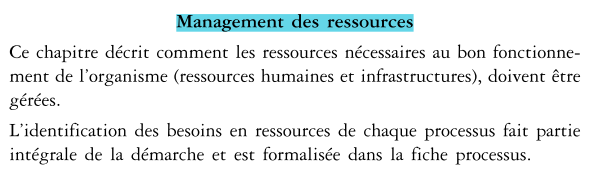 Management des ressources
Ce chapitre décrit comment les ressources nécessaires au bon fonctionne-
ment de l'organisme (ressources humaines et infrastructures), doivent être
gérées.
L'identification des besoins en ressources de chaque processus fait partie
intégrale de la démarche et est formalisée dans la fiche processus.